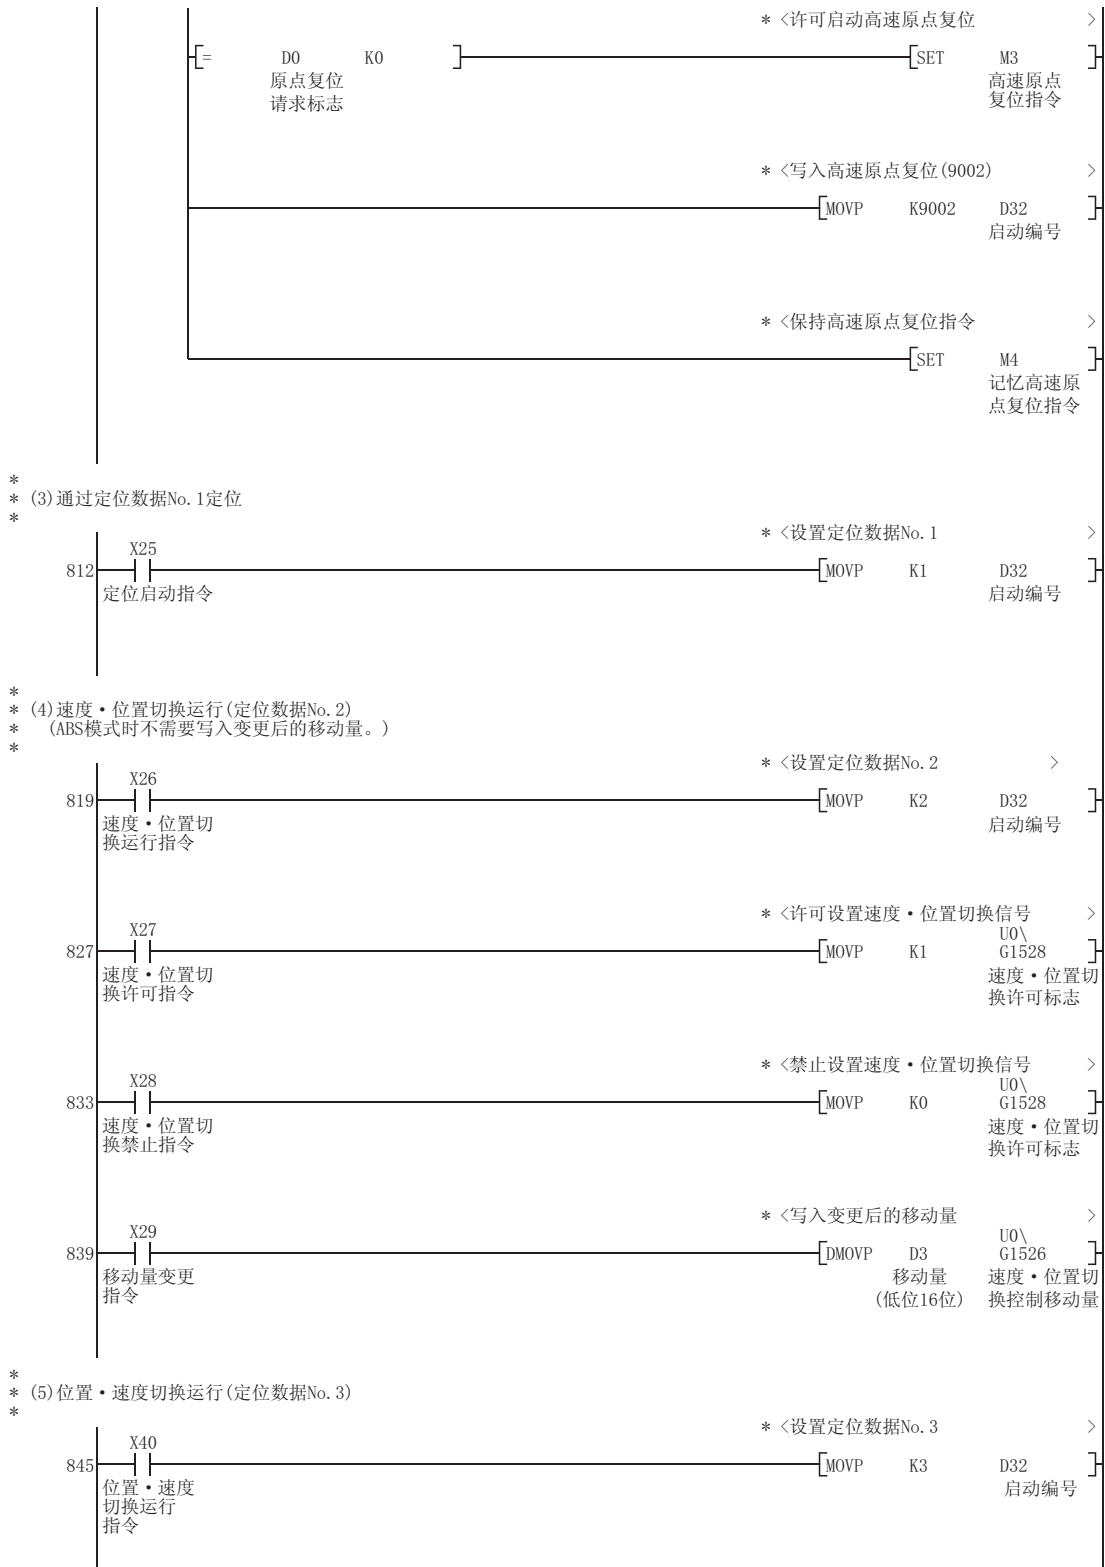 * <许可启动高速原点复位 >
[= D0 K0 ] [SET M3 ]
原点复位 高速原点
请求标志 复位指令
* <写入高速原点复位(9002) >
[MOVP K9002 D32 ]
启动编号
* <保持高速原点复位指令 >
[SET M4 ]
记忆高速原
点复位指令
*
* (3)通过定位数据No.1定位
*
* <设置定位数据No.1 >
X25
812 [MOVP K1 D32 ]
定位启动指令 启动编号
*
* (4)速度·位置切换运行(定位数据No.2)
* (ABS模式时不需要写入变更后的移动量。)
*
* <设置定位数据No.2 >
X26
819 [MOVP K2 D32 ]
速度·位置切 启动编号
换运行指令
* <许可设置速度·位置切换信号 >
X27 U0\
827 [MOVP K1 G1528 ]
速度·位置切 速度·位置切
换许可指令 换许可标志
* <禁止设置速度·位置切换信号 >
X28 U0\
833 [MOVP K0 G1528 ]
速度·位置切 速度·位置切
换禁止指令 换许可标志
* <写入变更后的移动量 >
X29 U0\
839 [DMOVP D3 G1526 ]
移动量变更 移动量 速度·位置切
指令 (低位16位) 换控制移动量
*
* (5)位置·速度切换运行(定位数据No.3)
*
* <设置定位数据No.3 >
X40
845 [MOVP K3 D32 ]
位置·速度 启动编号
切换运行
指令